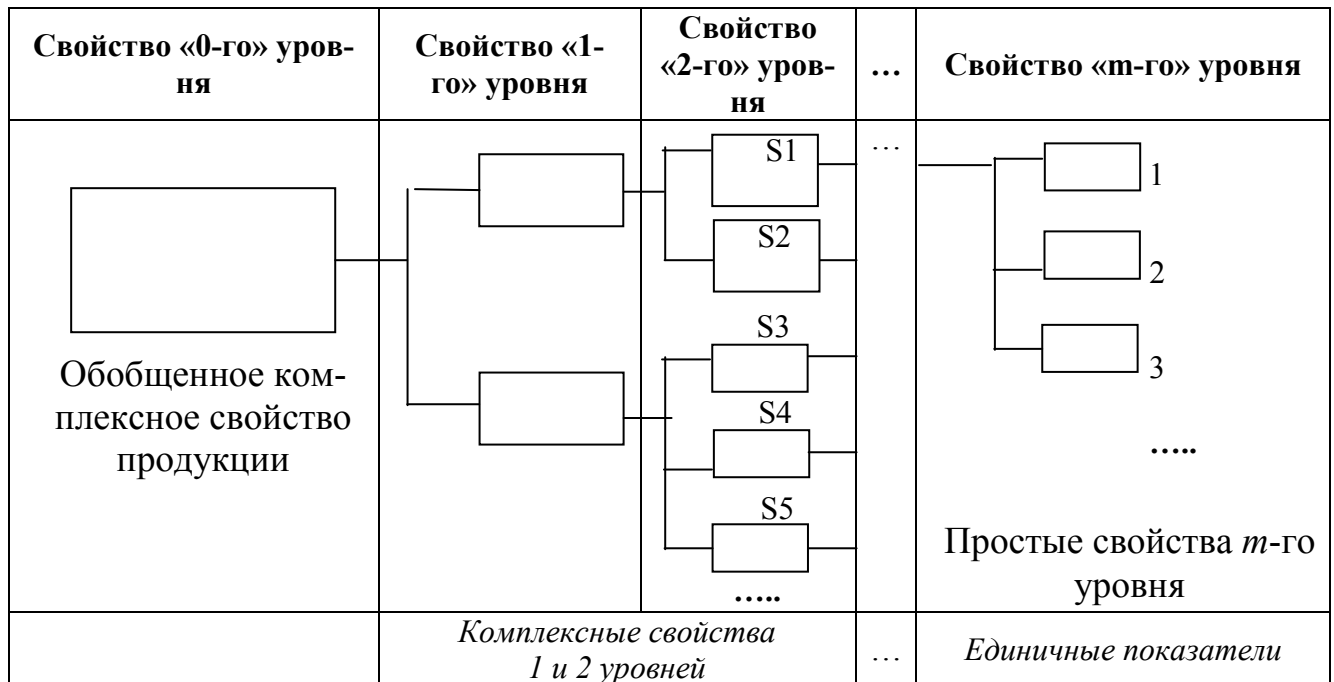 Свойство «0-го» уров-
ня
Свойство «1-
го» уровня
Свойство
«2-го» уров-
ня
...
Свойство «m-го» уровня
Обобщенное ком-
плексное свойство
продукции
S1
S2
S3
S4
S5
.....
...
1
2
3
.....
Простые свойства m-го
уровня
Комплексные свойства
1 и 2 уровней
...
Единичные показатели